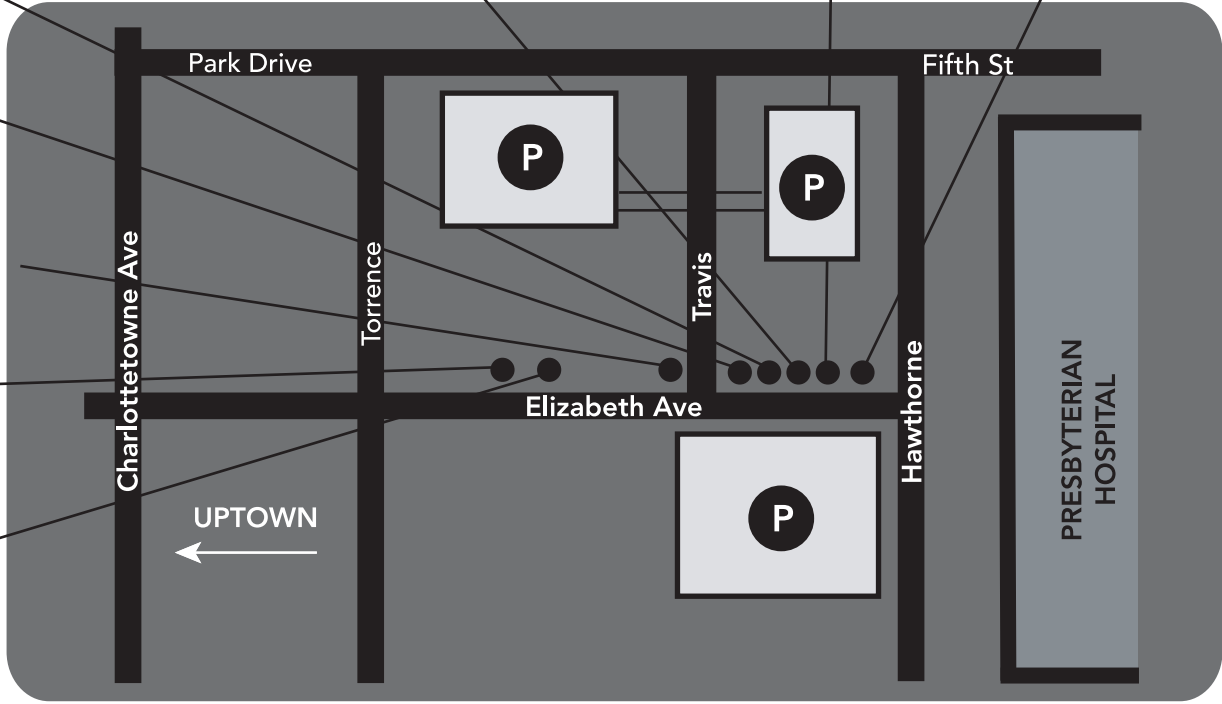 Park Drive
Fifth St
P
P
Charlottetowne Ave
Torrence
Travis
Hawthorne
Elizabeth Ave
PRESBYTERIAN
HOSPITAL
UPTOWN
P